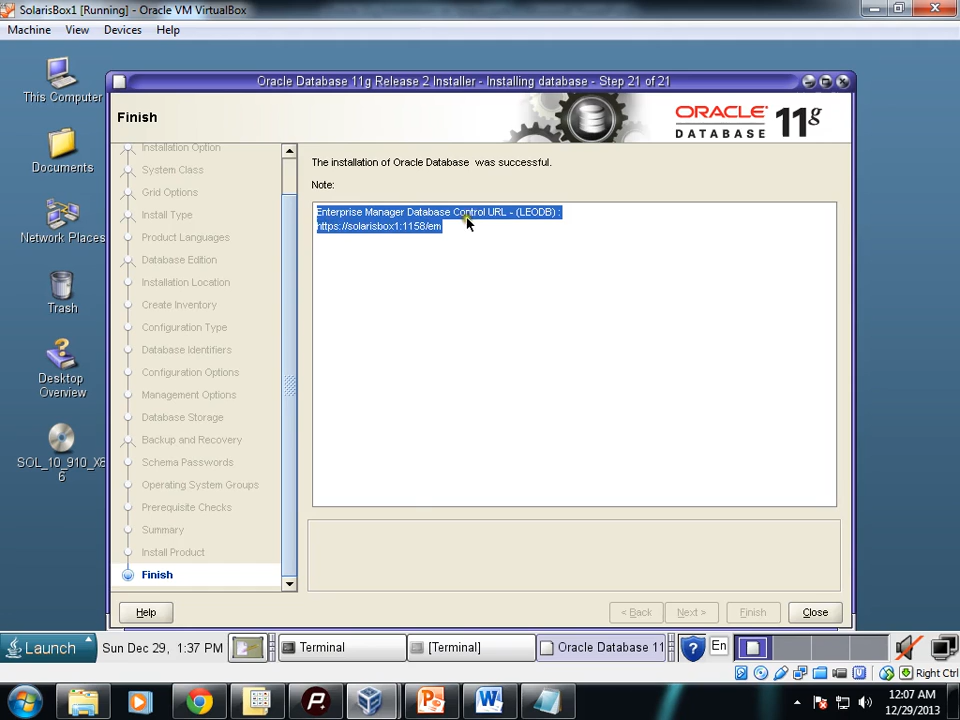 SolarisBox1 [Running] - Oracle VM VirtualBox
Machine View Devices Help
This Computer
Documents
Network Places
Trash
Desktop
Overview
SOL_10_910_X8
6
Oracle Database 11g Release 2 Installer - Installing database - Step 21 of 21
Finish
ORACLE
DATABASE
11g
Installation Option
System Class
Grid Options
Install Type
Product Languages
Database Edition
Installation Location
Create Inventory
Configuration Type
Database Identifiers
Configuration Options
Management Options
Database Storage
Backup and Recovery
Schema Passwords
Operating System Groups
Prerequisite Checks
Summary
Install Product
Finish
The installation of Oracle Database was successful.
Note:
Enterprise Manager Database Control URL - (LEODB) :
https://solarisbox1:1158/em
Help
< Back Next > Finish Close
Launch Sun Dec 29, 1:37 PM Terminal [Terminal] Oracle Database 11 En
Right Ctrl
12:07 AM
12/29/2013